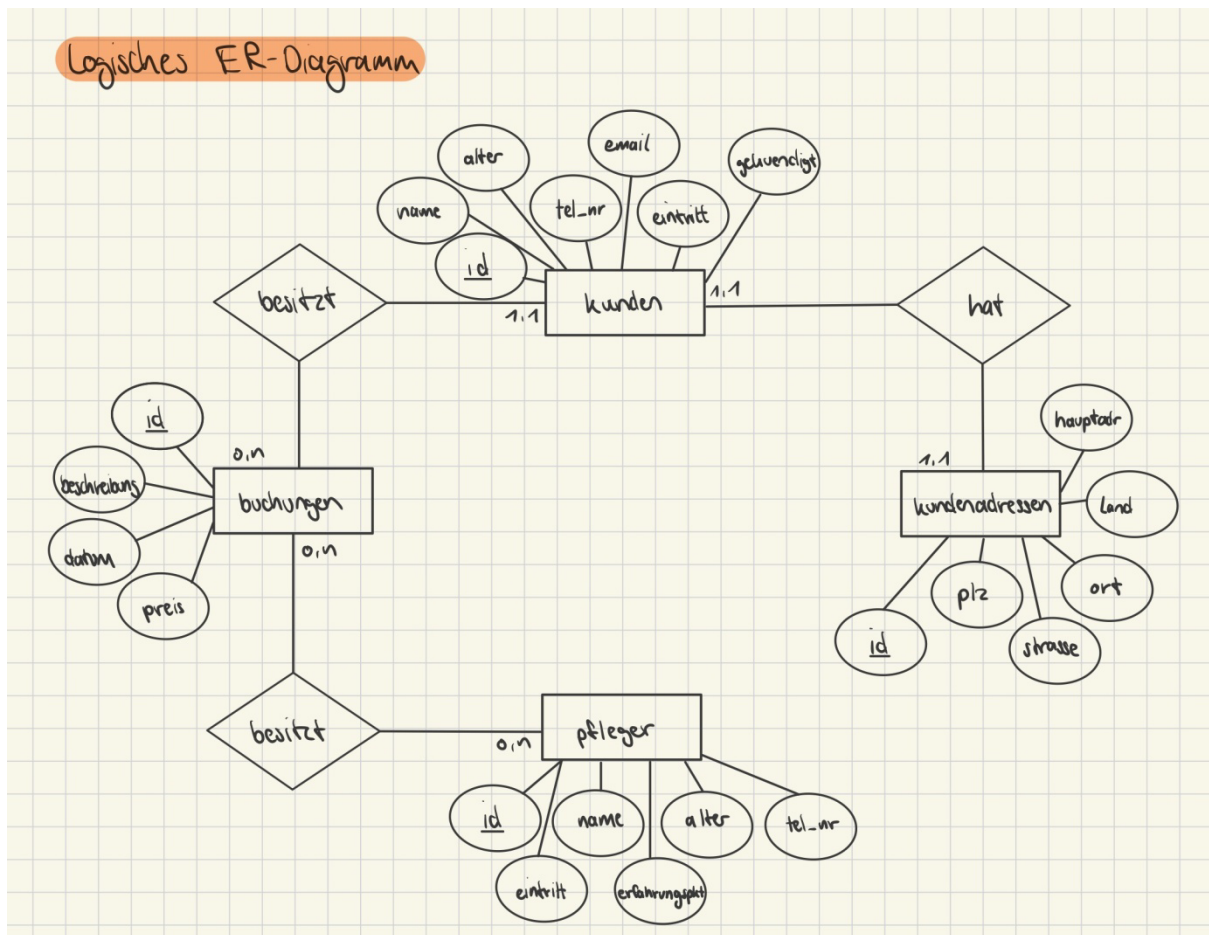 Logisches ER-Diagramm
email
alter
gekuendigt
name
tel_nr
eintritt
id
besitzt
kunden
hat
1,1
1,1
id
hauptadr
0,n
1,1
beschreibung
buchungen
kundenadressen
land
datum
0,n
preis
plz
ort
id
strasse
besitzt
pfleger
0,n
id
name
alter
tel_nr
eintritt
erfahrungspkt